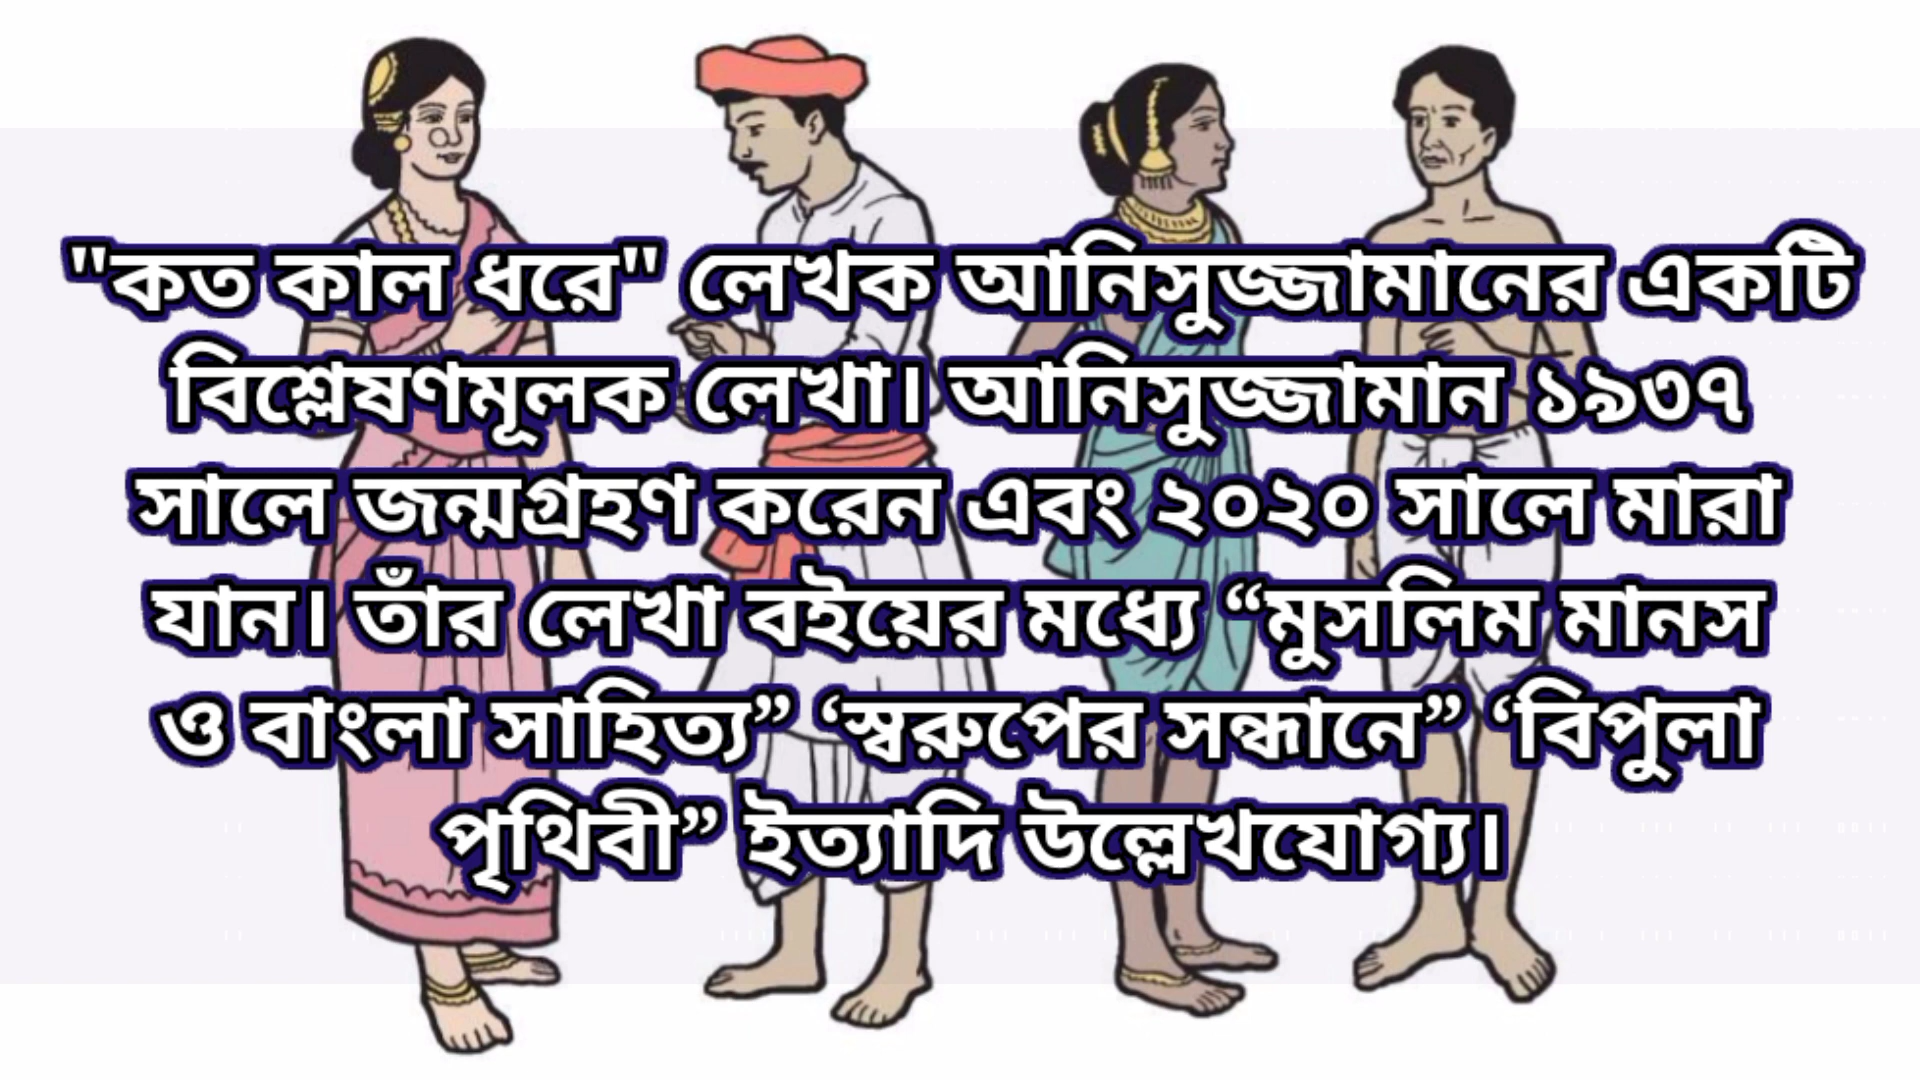 "কত কাল ধরে" লেখক আনিসুজ্জামানের একটি
বিশ্লেষণমূলক লেখা। আনিসুজ্জামান ১৯৩৭
সালে জন্মগ্রহণ করেন এবং ২০২০ সালে মারা
যান। তাঁর লেখা বইয়ের মধ্যে “মুসলিম মানস
ও বাংলা সাহিত্য” ‘স্বরুপের সন্ধানে” ‘বিপুলা
পৃথিবী” ইত্যাদি উল্লেখযোগ্য।